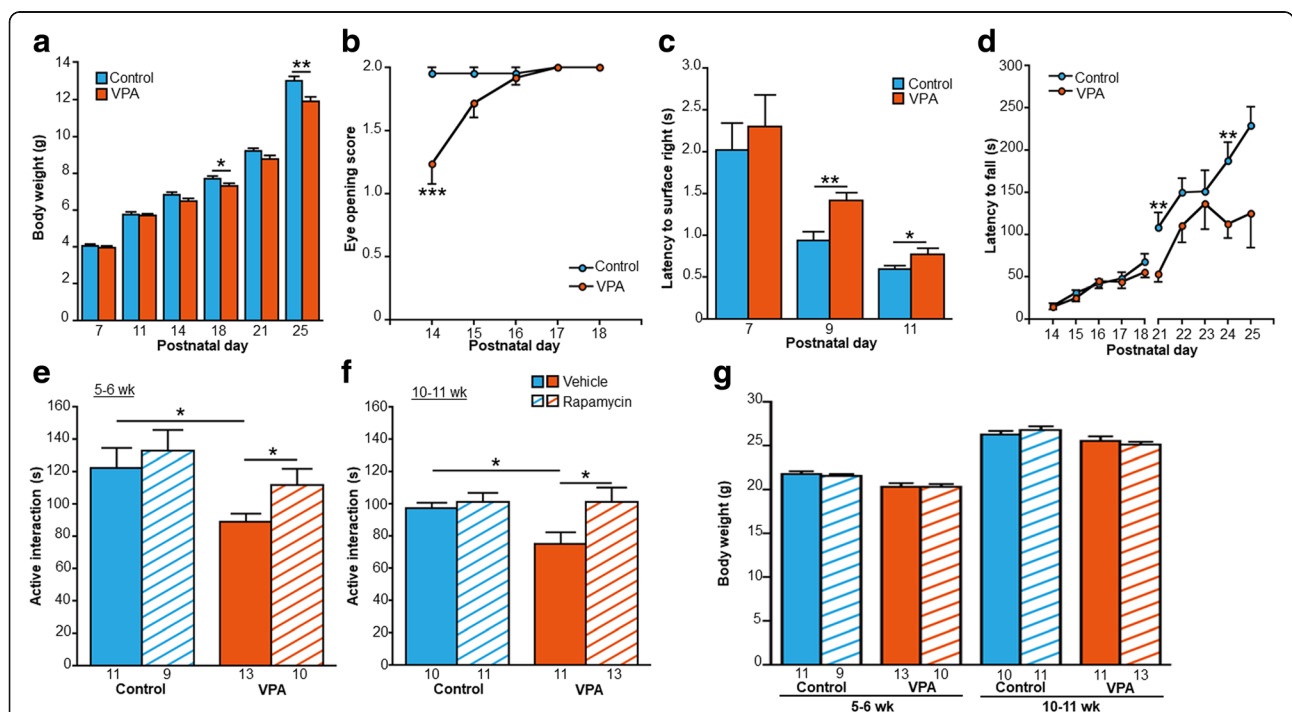 a
Body weight (g)
14
12
10
8
6
4
2
0
Control
VPA
*
**
7 11 14 18 21 25
Postnatal day
b
Eye opening score
2.0
1.5
1.0
0.5
0
***
Control
VPA
14 15 16 17 18
Postnatal day
c
Latency to surface right (s)
3.0
2.5
2.0
1.5
1.0
0.5
0
Control
VPA
**
*
7 9 11
Postnatal day
d
Latency to fall (s)
300
250
200
150
100
50
0
Control
VPA
**
**
14 15 16 17 18 21 22 23 24 25
Postnatal day
e
5-6 wk
Active interaction (s)
160
140
120
100
80
60
40
20
0
*
*
11 9 13 10
Control VPA
f
10-11 wk
Vehicle
Rapamycin
Active interaction (s)
160
140
120
100
80
60
40
20
0
*
*
10 11 11 13
Control VPA
g
Body weight (g)
30
25
20
15
10
5
0
11 9 13 10 10 11 11 13
Control VPA Control VPA
5-6 wk 10-11 wk